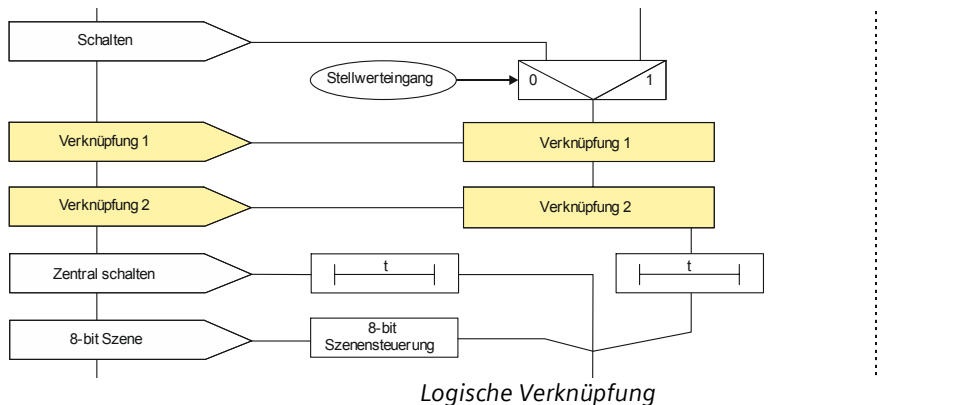 Schalten
Stellwerteingang
0
1
Verknüpfung 1
Verknüpfung 1
Verknüpfung 2
Verknüpfung 2
Zentral schalten
t
t
8-bit Szene
8-bit
Szenensteuerung
Logische Verknüpfung